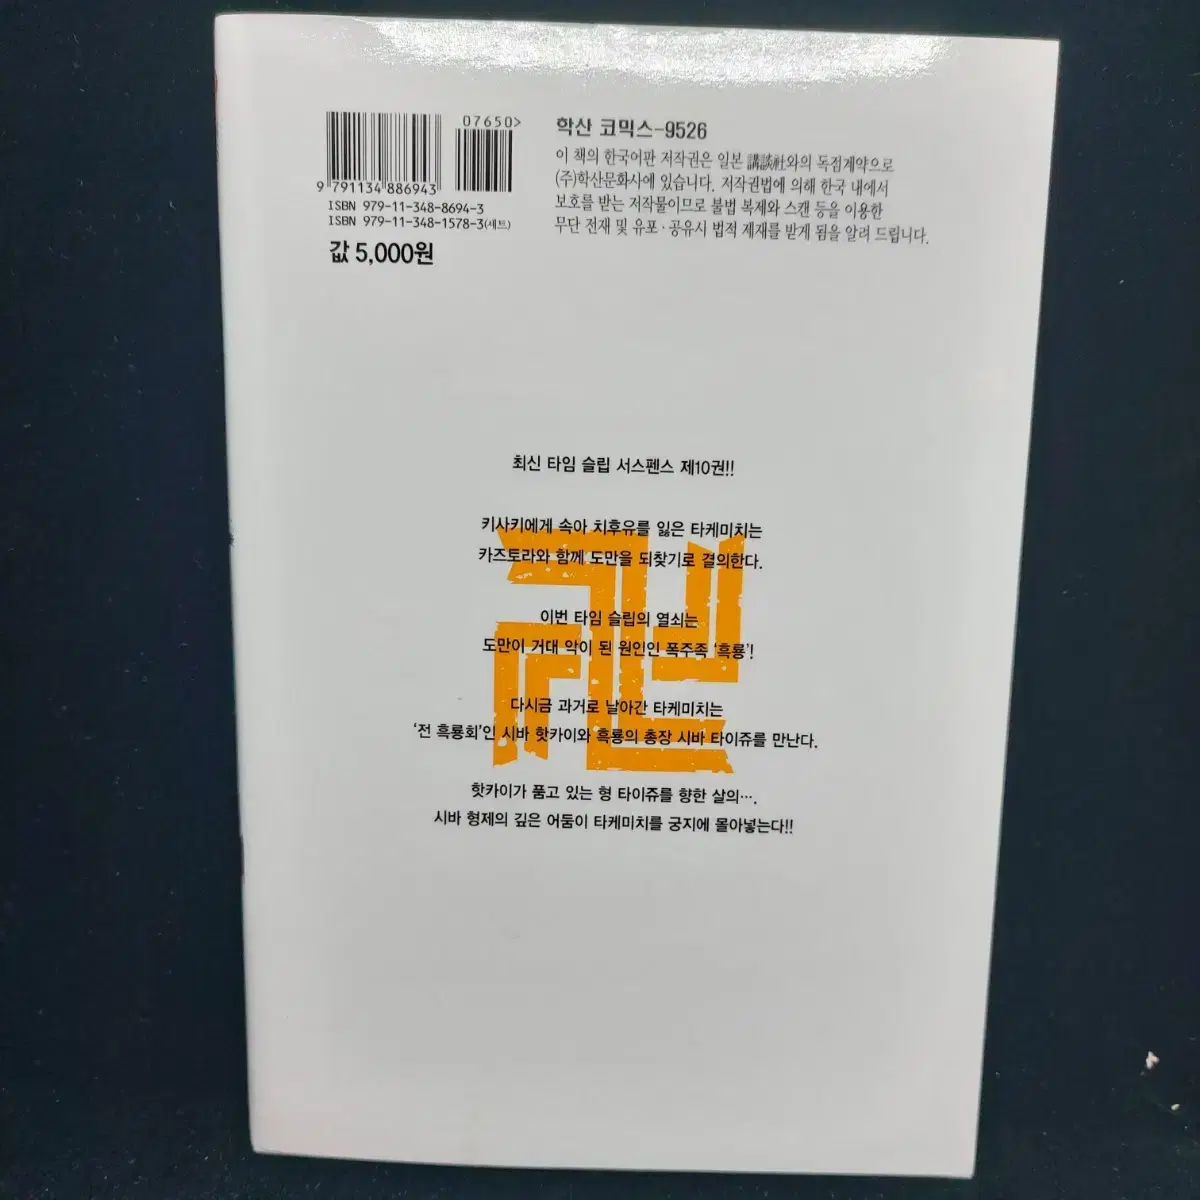 07650>
9 791134 886943
ISBN 979-11-348-8694-3
ISBN 979-11-348-1578-3(세트)
값 5,000원
학산 코믹스-9526
이 책의 한국어판 저작권은 일본 講談社와의 독점계약으로
(주)학산문화사에 있습니다. 저작권법에 의해 한국 내에서
보호를 받는 저작물이므로 불법 복제와 스캔 등을 이용한
무단 전재 및 유포·공유시 법적 제재를 받게 됨을 알려 드립니다.
최신 타임 슬립 서스펜스 제10권!!
키사키에게 속아 치후유를 잃은 타케미치는
카즈토라와 함께 도만을 되찾기로 결의한다.
이번 타임 슬립의 열쇠는
도만이 거대 악이 된 원인인 폭주족 ‘흑룡’!
다시금 과거로 날아간 타케미치는
‘전 흑룡회’인 시바 핫카이와 흑룡의 총장 시바 타이쥬를 만난다.
핫카이가 품고 있는 형 타이쥬를 향한 살의….
시바 형제의 깊은 어둠이 타케미치를 궁지에 몰아넣는다!!